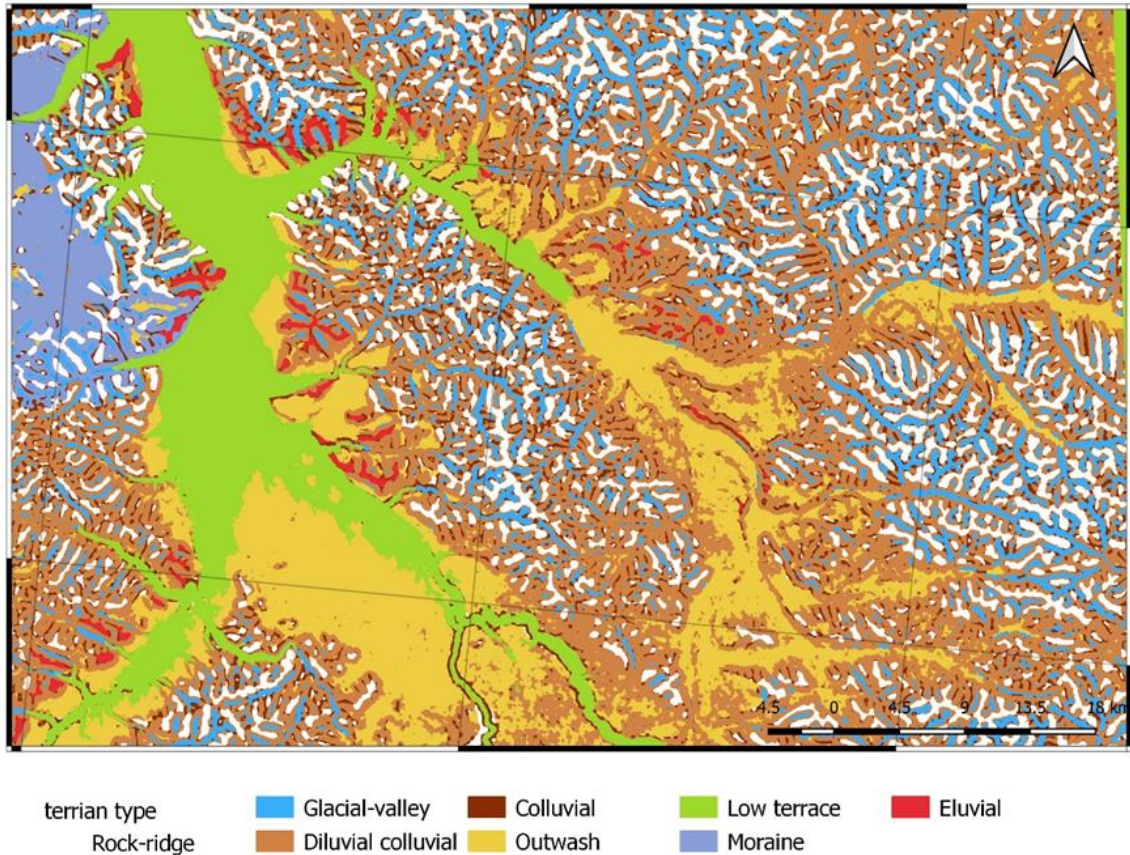 4.5 0 4.5 9 13.5 18 km
terrian type Glacial-valley Colluvial Low terrace Eluvial
Rock-ridge Diluvial colluvial Outwash Moraine